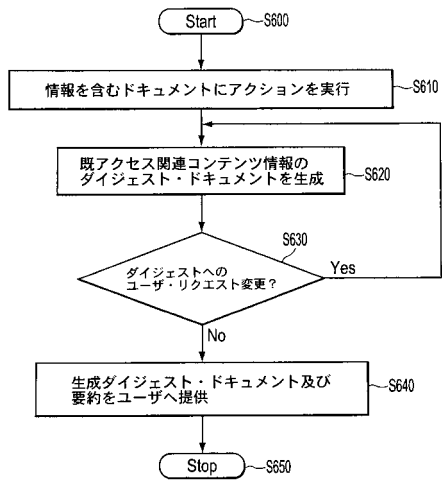 Start
S600
情報を含むドキュメントにアクションを実行
S610
既アクセス関連コンテンツ情報の
ダイジェスト・ドキュメントを生成
S620
S630
ダイジェストへの
ユーザ・リクエスト変更？
Yes
No
生成ダイジェスト・ドキュメント及び
要約をユーザへ提供
S640
Stop
S650